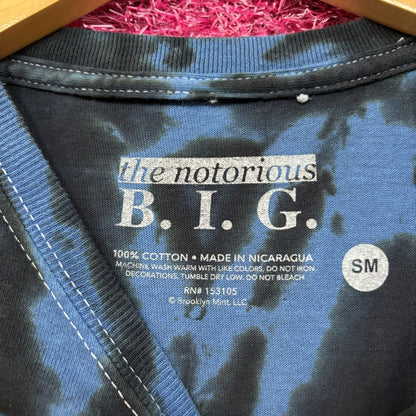 the notorious
B. I. G.
100% COTTON • MADE IN NICARAGUA
MACHINE WASH WARM WITH LIKE COLORS. DO NOT IRON
DECORATIONS. TUMBLE DRY LOW. DO NOT BLEACH
RN# 153105
© Brooklyn Mint, LLC
SM